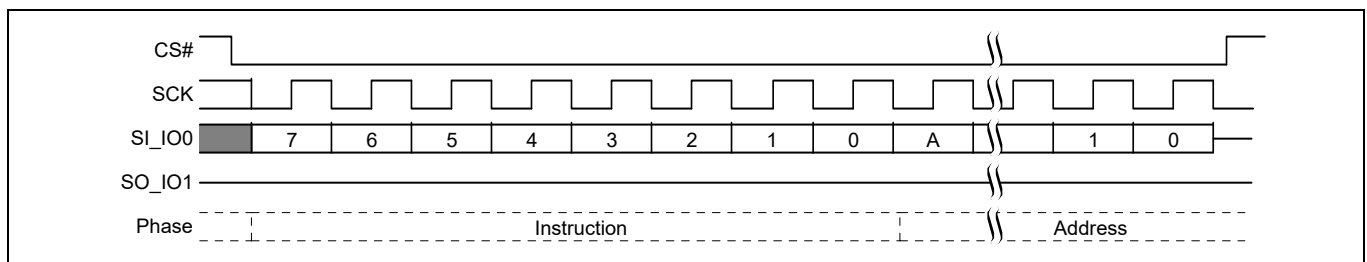 CS#
SCK
SI_IO0 7 6 5 4 3 2 1 0 A 1 0
SO_IO1
Phase Instruction Address